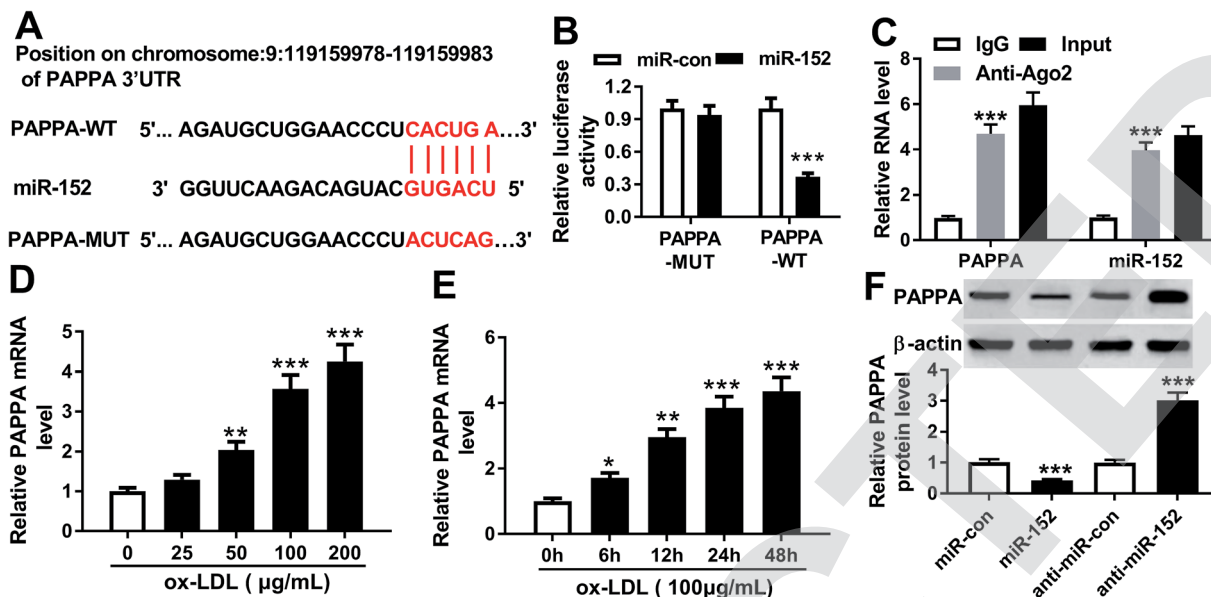 A
Position on chromosome:9:119159978-119159983
of PAPPA 3'UTR
PAPPA-WT 5'... AGAUGCUGGAACCCUCACUG A...3'
miR-152 3' GGUUCAAGACAGUACGUGACU 5'
PAPPA-MUT 5'... AGAUGCUGGAACCCUACUCAG...3'
B
miR-con miR-152
Relative luciferase
activity
1.2
0.9
0.6
0.3
0.0
***
PAPPA
-MUT
PAPPA
-WT
C
IgG Input
Anti-Ago2
Relative RNA level
8
6
4
2
0
***
***
PAPPA miR-152
D
Relative PAPPA mRNA
level
5
4
3
2
1
0
**
***
***
0 25 50 100 200
ox-LDL ( μg/mL)
E
Relative PAPPA mRNA
level
6
4
2
0
*
**
***
***
0h 6h 12h 24h 48h
ox-LDL ( 100μg/mL)
F
PAPPA
β-actin
Relative PAPPA
protein level
4
3
2
1
0
***
***
miR-con
miR-152
anti-miR-con
anti-miR-152